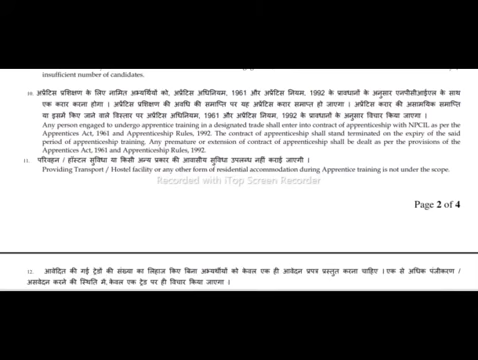 insufficient number of candidates.
10. अप्रेंटिस प्रशिक्षण के लिए नामित अभ्यर्थियों को, अप्रेंटिस अधिनियम, 1961 और अप्रेंटिस नियम, 1992 के प्रावधानों के अनुसार एनपीसीआईएल के साथ
एक करार करना होगा । अप्रेंटिस प्रशिक्षण की अवधि की समाप्ति पर यह अप्रेंटिस करार समाप्त हो जाएगा । अप्रेंटिस करार की असामयिक समाप्ति
या इसमें किए जाने वाले विस्तार पर अप्रेंटिस अधिनियम, 1961 और अप्रेंटिस नियम, 1992 के प्रावधानों के अनुसार विचार किया जाएगा ।
Any person engaged to undergo apprentice training in a designated trade shall enter into contract of apprenticeship with NPCIL as per the
Apprentices Act, 1961 and Apprenticeship Rules, 1992. The contract of apprenticeship shall stand terminated on the expiry of the said
period of apprenticeship training. Any premature or extension of contract of apprenticeship shall be dealt as per the provisions of the
Apprentices Act, 1961 and Apprenticeship Rules, 1992.
11. परिवहन / हॉस्टल सुविधा या किसी अन्य प्रकार की आवासीय सुविधा उपलब्ध नहीं कराई जाएगी ।
Providing Transport / Hostel facility or any other form of residential accommodation during Apprentice training is not under the scope.
Recorded with iTop Screen Recorder
Page 2 of 4
12. आवेदित की गई ट्रेडों की संख्या का लिहाज किए बिना अभ्यर्थीयों को केवल एक ही आवेदन प्रपत्र प्रस्तुत करना चाहिए । एक से अधिक पंजीकरण /
असवेदन करने की स्थिति मे, केवल एक ट्रेड पर ही विचार किया जाएगा ।